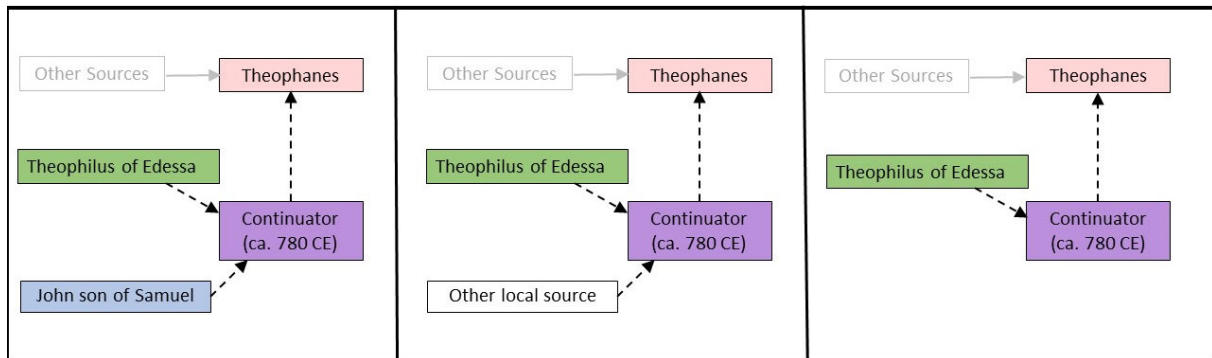 Other Sources
Theophanes
Theophilus of Edessa
Continuator
(ca. 780 CE)
John son of Samuel
Other Sources
Theophanes
Theophilus of Edessa
Continuator
(ca. 780 CE)
Other local source
Other Sources
Theophanes
Theophilus of Edessa
Continuator
(ca. 780 CE)